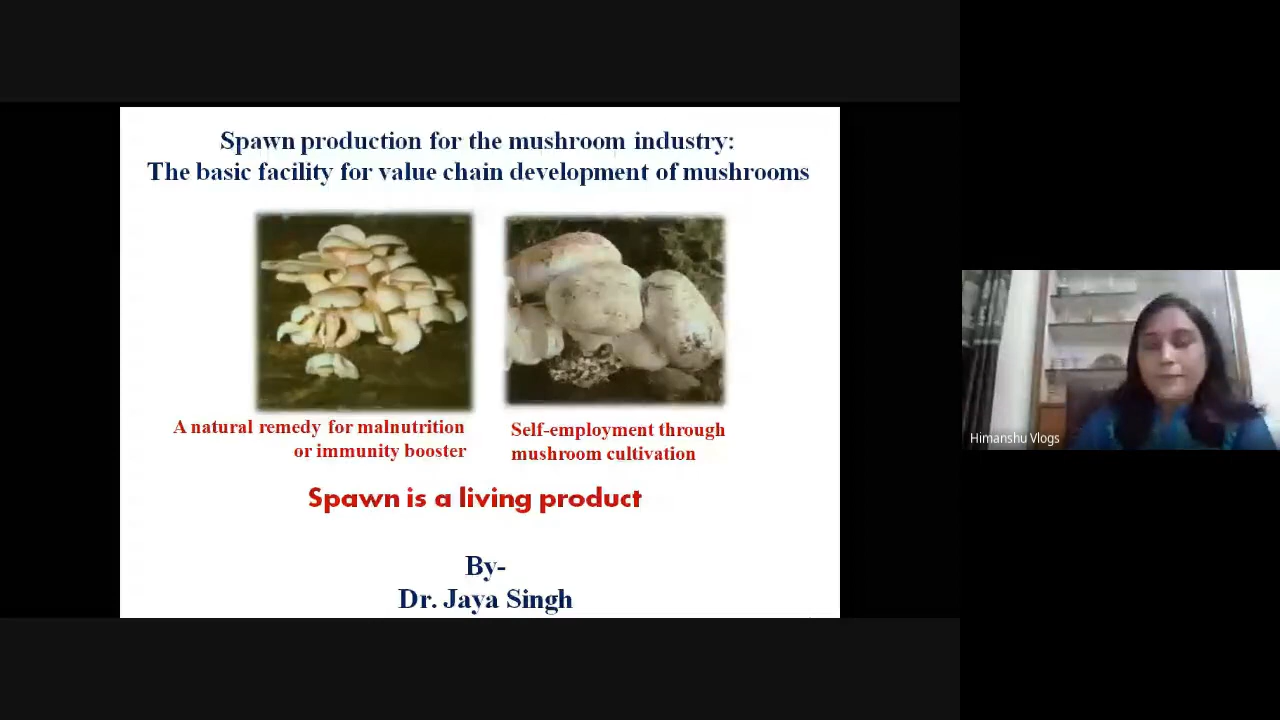 Spawn production for the mushroom industry:
The basic facility for value chain development of mushrooms
A natural remedy for malnutrition
or immunity booster
Self-employment through
mushroom cultivation
Spawn is a living product
By-
Dr. Jaya Singh
Himanshu Vlogs